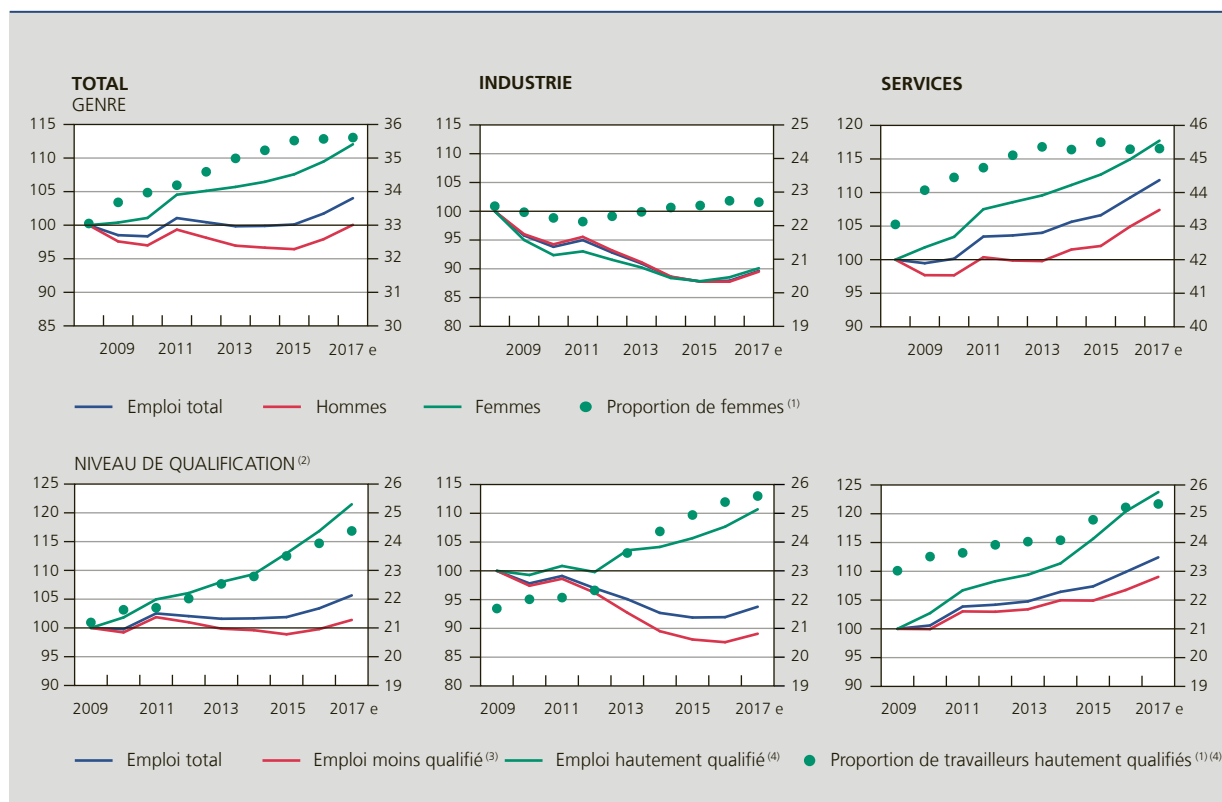 TOTAL
GENRE
INDUSTRIE
SERVICES
115 110 105 100 95 90 85
36 35 34 33 32 31 30
2009 2011 2013 2015 2017 e
115 110 105 100 95 90 85 80
25 24 23 22 21 20 19
2009 2011 2013 2015 2017 e
120 115 110 105 100 95 90
46 45 44 43 42 41 40
2009 2011 2013 2015 2017 e
Emploi total Hommes Femmes Proportion de femmes (1)
NIVEAU DE QUALIFICATION (2)
125 120 115 110 105 100 95 90
26 25 24 23 22 21 20 19
2009 2011 2013 2015 2017 e
115 110 105 100 95 90 85 80
26 25 24 23 22 21 20 19
2009 2011 2013 2015 2017 e
125 120 115 110 105 100 95 90
26 25 24 23 22 21 20 19
2009 2011 2013 2015 2017 e
Emploi total Emploi moins qualifié (3) Emploi hautement qualifié (4) Proportion de travailleurs hautement qualifiés (1) (4)